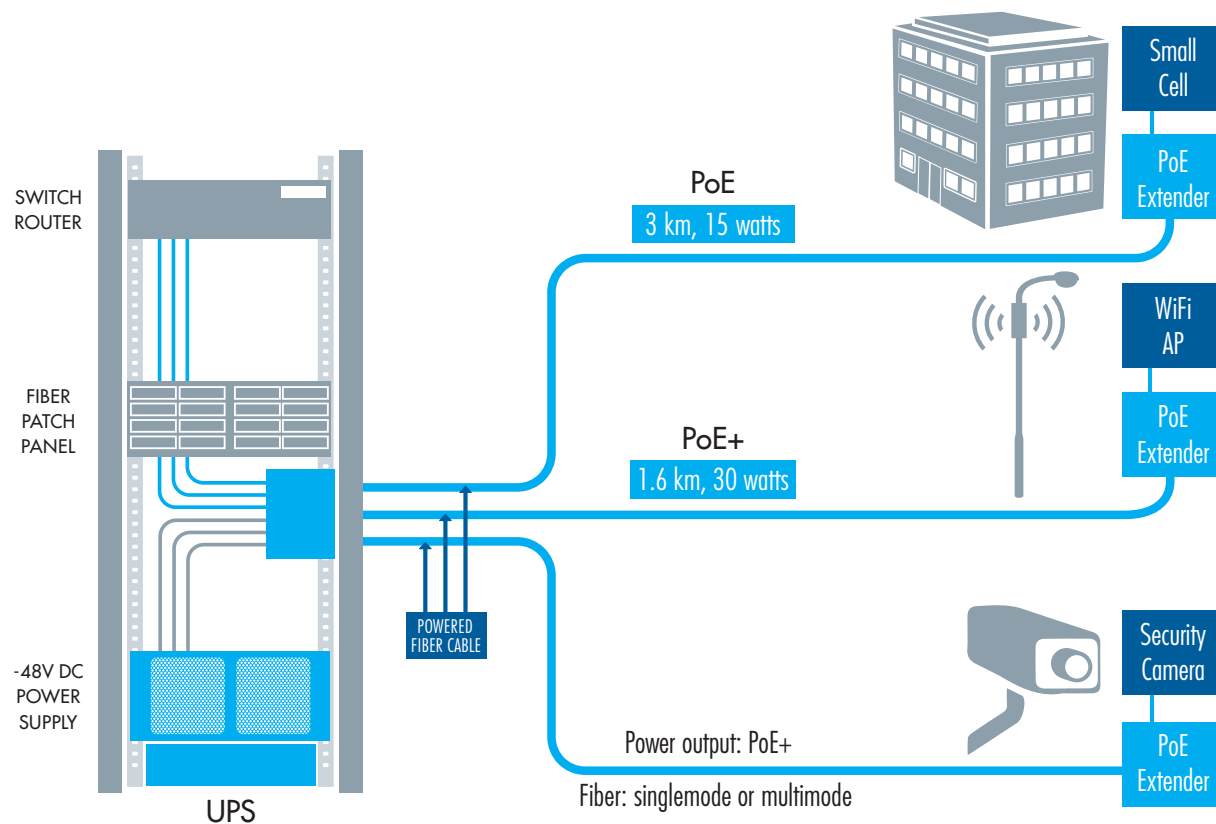 Small
Cell
PoE
Extender
PoE
3 km, 15 watts
SWITCH
ROUTER
WiFi
AP
PoE
Extender
FIBER
PATCH
PANEL
PoE+
1.6 km, 30 watts
POWERED
FIBER CABLE
Security
Camera
-48V DC
POWER
SUPPLY
Power output: PoE+
PoE
Extender
Fiber: singlemode or multimode
UPS